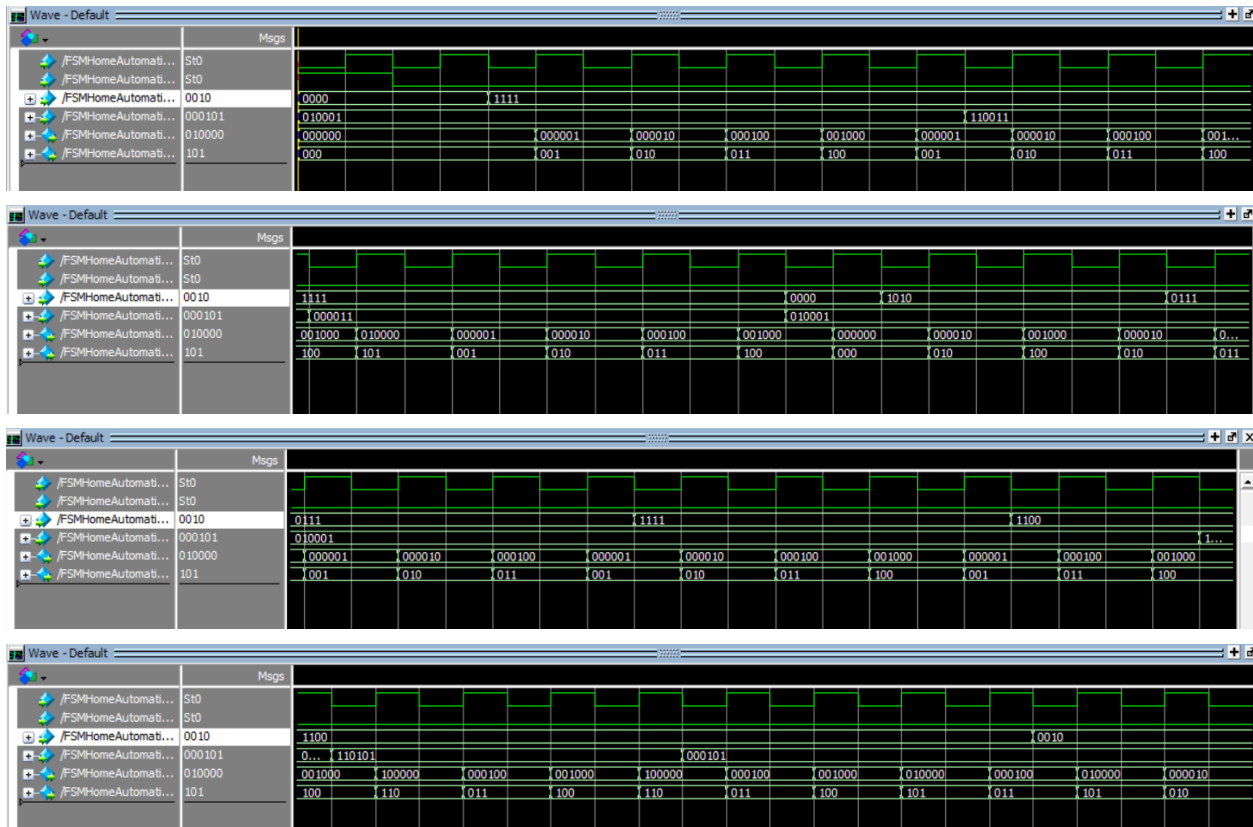 Wave - Default
Msgs
/FSMHomeAutomati... St0
/FSMHomeAutomati... St0
/FSMHomeAutomati... 0010 0000 1111
/FSMHomeAutomati... 000101 010001 110011
/FSMHomeAutomati... 010000 000000 000001 000010 000100 001000 000001 000010 000100 001...
/FSMHomeAutomati... 101 000 001 010 011 100 001 010 011 100
Wave - Default
Msgs
/FSMHomeAutomati... St0
/FSMHomeAutomati... St0
/FSMHomeAutomati... 0010 1111 0000 1010 0111
/FSMHomeAutomati... 000101 000011 010001
/FSMHomeAutomati... 010000 001000 010000 000001 000010 000100 001000 000000 000010 001000 000010 0...
/FSMHomeAutomati... 101 100 101 001 010 011 100 000 010 100 010 011
Wave - Default
Msgs
/FSMHomeAutomati... St0
/FSMHomeAutomati... St0
/FSMHomeAutomati... 0010 0111 1111 1100
/FSMHomeAutomati... 000101 010001 1...
/FSMHomeAutomati... 010000 000001 000010 000100 000001 000010 000100 001000 000001 000100 001000
/FSMHomeAutomati... 101 001 010 011 001 010 011 100 001 011 100
Wave - Default
Msgs
/FSMHomeAutomati... St0
/FSMHomeAutomati... St0
/FSMHomeAutomati... 0010 1100 0010
/FSMHomeAutomati... 000101 0... 110101 000101
/FSMHomeAutomati... 010000 001000 100000 000100 001000 100000 000100 001000 010000 000100 010000 000010
/FSMHomeAutomati... 101 100 110 011 100 110 011 100 101 011 101 010